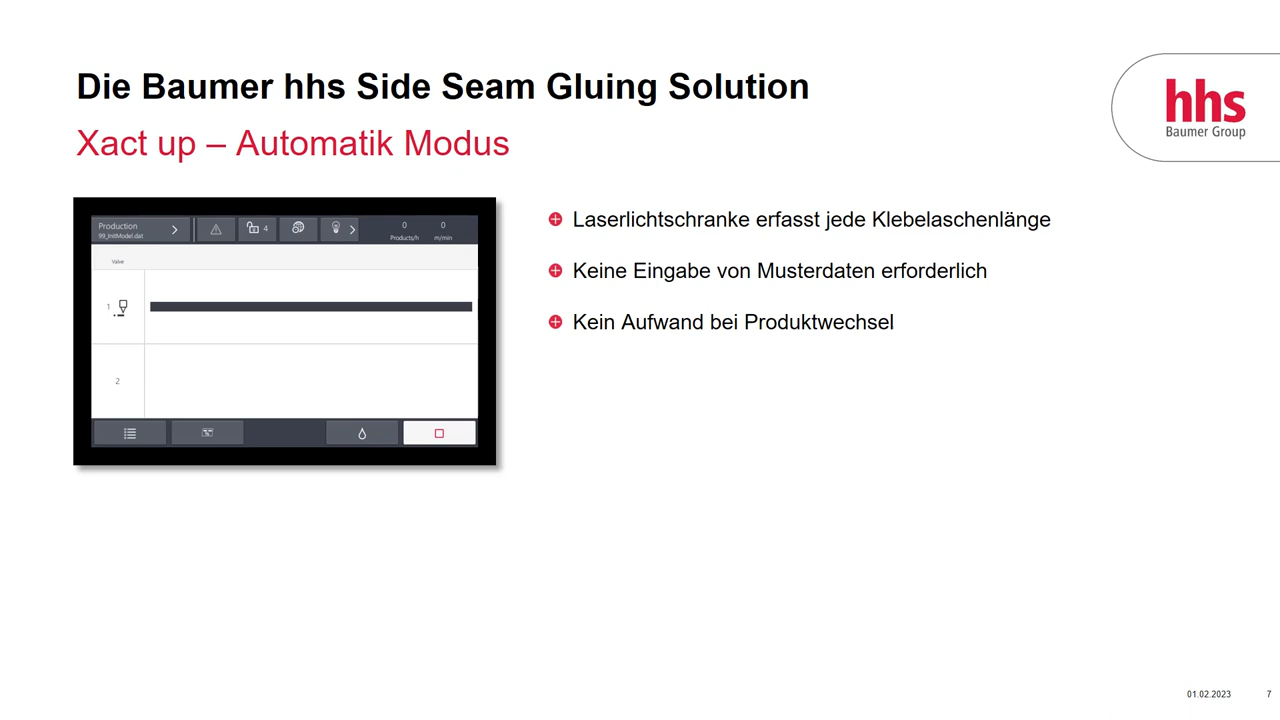 Die Baumer hhs Side Seam Gluing Solution
Xact up – Automatik Modus
hhs
Baumer Group
Production
99_InitModel.dat
4
0
0
Products/h
m/min
Valve
1
2
Laserlichtschranke erfasst jede Klebelaschenlänge
Keine Eingabe von Musterdaten erforderlich
Kein Aufwand bei Produktwechsel
01.02.2023
7